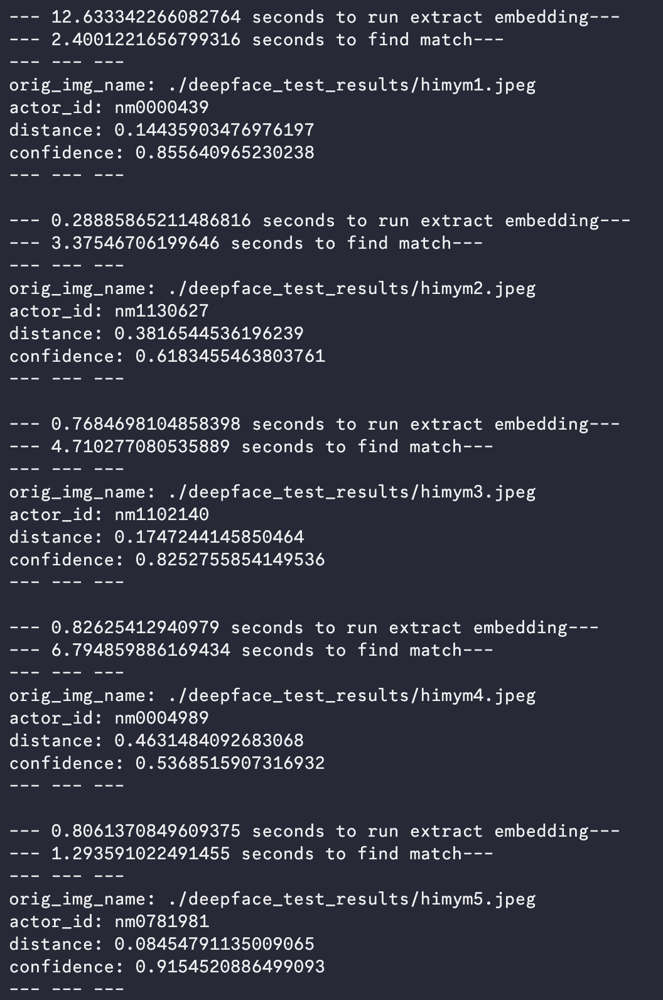 --- 12.633342266082764 seconds to run extract embedding---
--- 2.4001221656799316 seconds to find match---
--- --- ---
orig_img_name: ./deepface_test_results/himym1.jpeg
actor_id: nm0000439
distance: 0.14435903476976197
confidence: 0.855640965230238
--- --- ---
--- 0.28885865211486816 seconds to run extract embedding---
--- 3.37546706199646 seconds to find match---
--- --- ---
orig_img_name: ./deepface_test_results/himym2.jpeg
actor_id: nm1130627
distance: 0.3816544536196239
confidence: 0.6183455463803761
--- --- ---
--- 0.7684698104858398 seconds to run extract embedding---
--- 4.710277080535889 seconds to find match---
--- --- ---
orig_img_name: ./deepface_test_results/himym3.jpeg
actor_id: nm1102140
distance: 0.1747244145850464
confidence: 0.8252755854149536
--- --- ---
--- 0.82625412940979 seconds to run extract embedding---
--- 6.794859886169434 seconds to find match---
--- --- ---
orig_img_name: ./deepface_test_results/himym4.jpeg
actor_id: nm0004989
distance: 0.4631484092683068
confidence: 0.5368515907316932
--- --- ---
--- 0.8061370849609375 seconds to run extract embedding---
--- 1.293591022491455 seconds to find match---
--- --- ---
orig_img_name: ./deepface_test_results/himym5.jpeg
actor_id: nm0781981
distance: 0.08454791135009065
confidence: 0.9154520886499093
--- --- ---